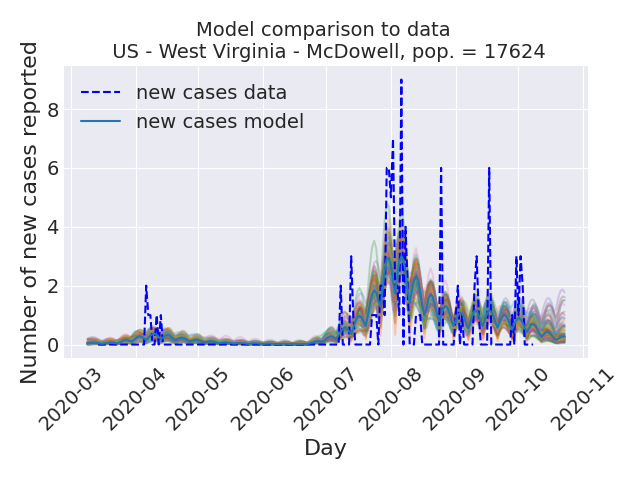 Model comparison to data
US - West Virginia - McDowell, pop. = 17624
Number of new cases reported
8
6
4
2
0
new cases data
new cases model
2020-03
2020-04
2020-05
2020-06
2020-07
2020-08
2020-09
2020-10
2020-11
Day